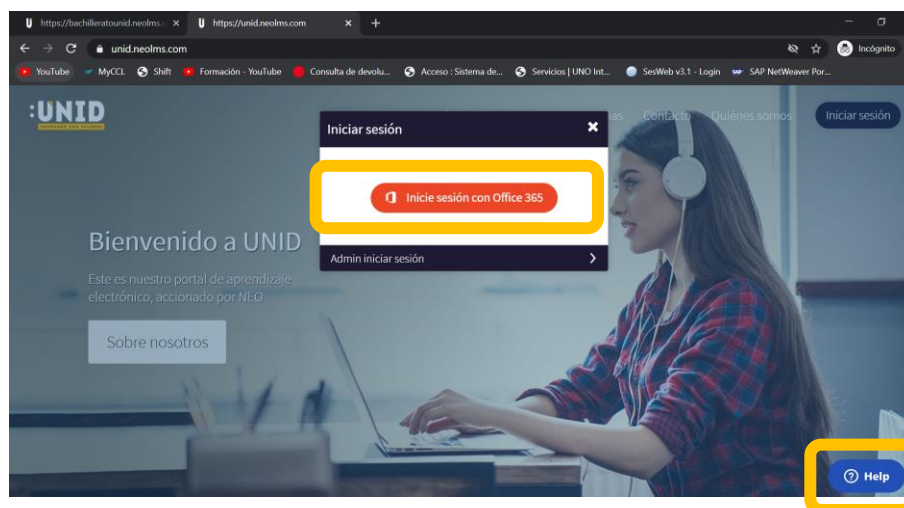 U https://bachilleratounid.neolms.c
U https://unid.neolms.com
unid.neolms.com
Incógnito
YouTube
MyCCL
Shift
Formación - YouTube
Consulta de devolu...
Acceso : Sistema de...
Servicios | UNO Int...
SesWeb v3.1 - Login
SAP NetWeaver Por...
:UNID
as
Contacto
Quiénes somos
Iniciar sesión
Iniciar sesión
Inicie sesión con Office 365
Admin iniciar sesión
Bienvenido a UNID
Este es nuestro portal de aprendizaje
electrónico, accionado por NEO
Sobre nosotros
Help